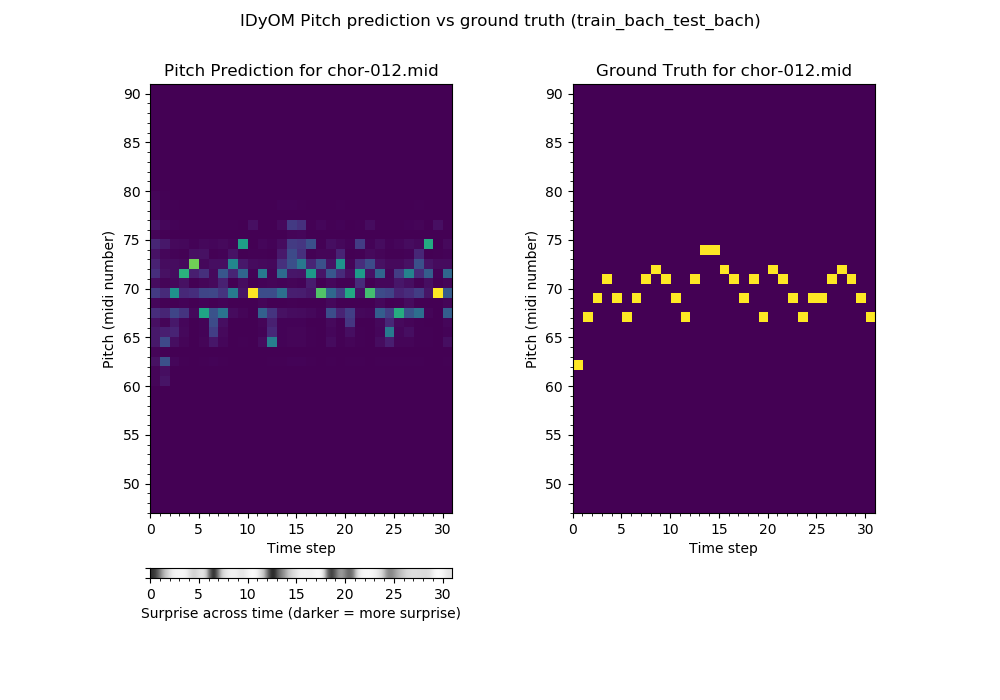 IDyOM Pitch prediction vs ground truth (train_bach_test_bach)
Pitch Prediction for chor-012.mid
Pitch (midi number)
90
85
80
75
70
65
60
55
50
0 5 10 15 20 25 30
Time step
0 5 10 15 20 25 30
Surprise across time (darker = more surprise)
Ground Truth for chor-012.mid
Pitch (midi number)
90
85
80
75
70
65
60
55
50
0 5 10 15 20 25 30
Time step